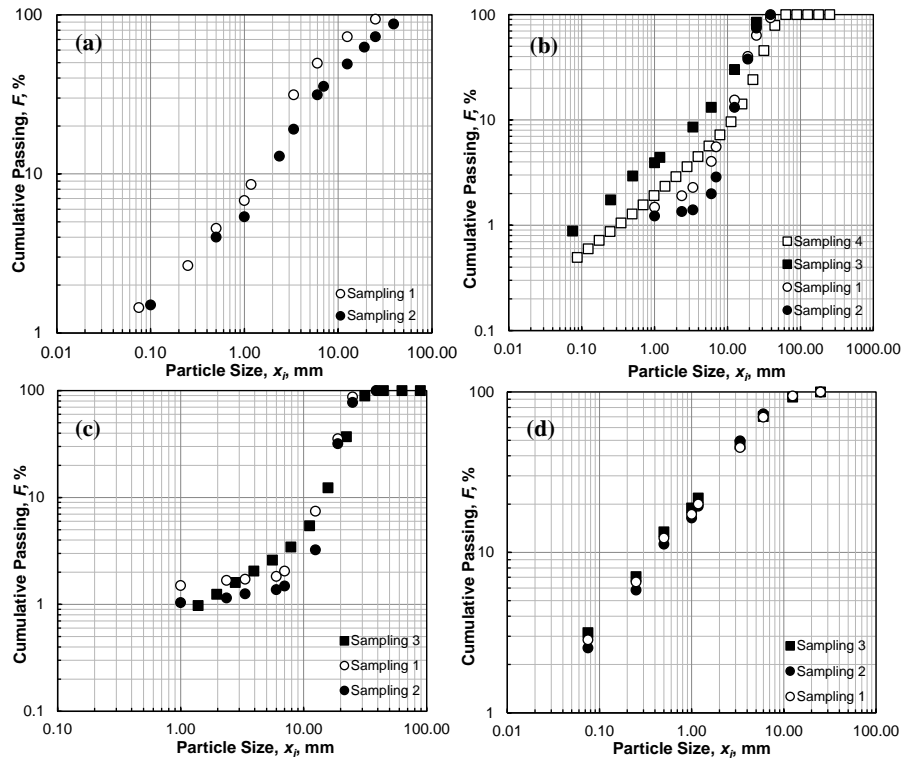 (a)
100
10
1
Cumulative Passing, F, %
0.01 0.10 1.00 10.00 100.00
Particle Size, xi, mm
Sampling 1
Sampling 2
(b)
100
10
1
0.1
Cumulative Passing, F, %
0.01 0.10 1.00 10.00 100.00 1000.00
Particle Size, xi, mm
Sampling 4
Sampling 3
Sampling 1
Sampling 2
(c)
100
10
1
0.1
Cumulative Passing, F, %
0.10 1.00 10.00 100.00
Particle Size, xi, mm
Sampling 3
Sampling 1
Sampling 2
(d)
100
10
1
Cumulative Passing, F, %
0.01 0.10 1.00 10.00 100.00
Particle Size, xi, mm
Sampling 3
Sampling 2
Sampling 1